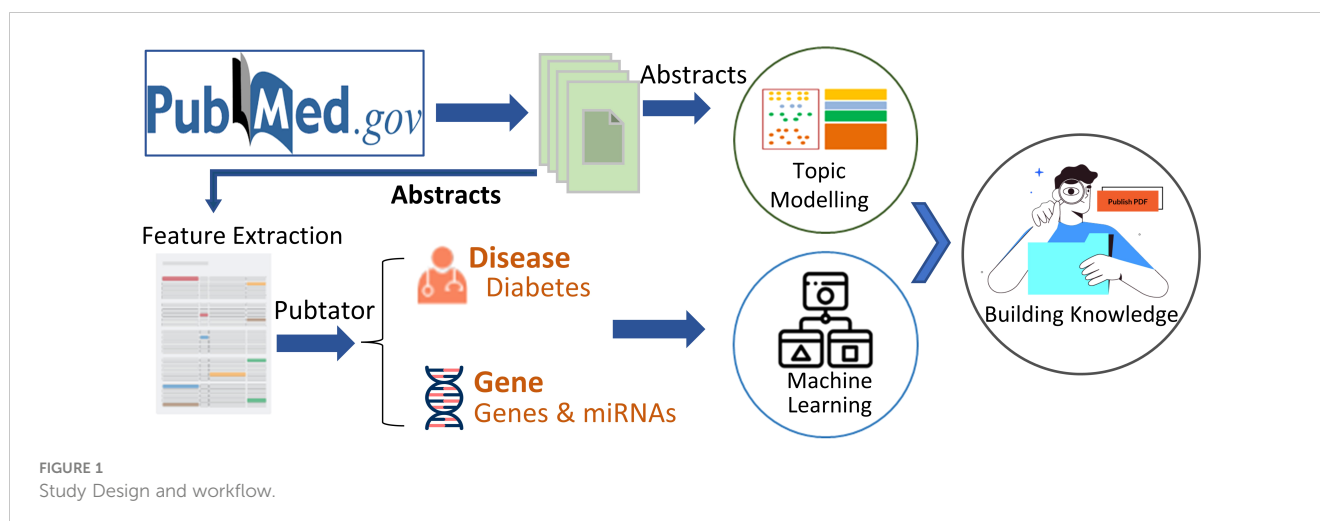 PubMed.gov
Abstracts
Abstracts
Feature Extraction
Pubtator
Disease
Diabetes
Gene
Genes & miRNAs
Topic
Modelling
Machine
Learning
Publish PDF
Building Knowledge
FIGURE 1
Study Design and workflow.